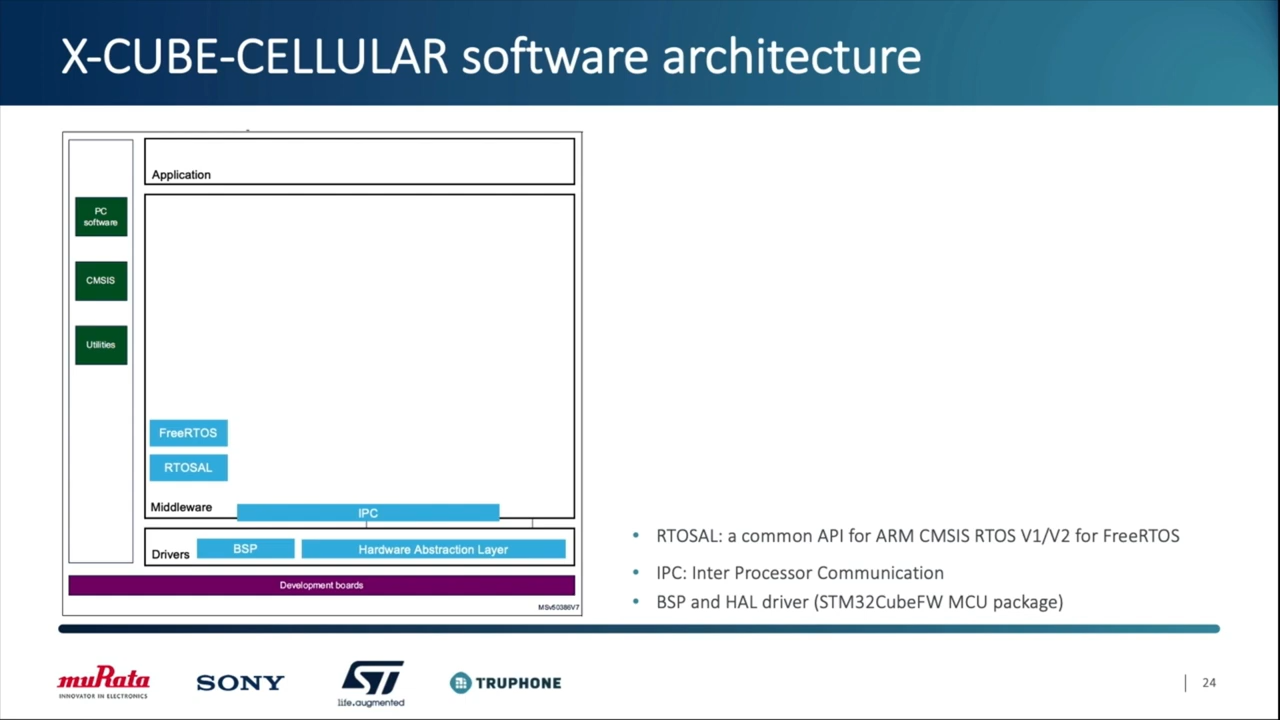 X-CUBE-CELLULAR software architecture
Application
PC
software
CMSIS
Utilities
FreeRTOS
RTOSAL
Middleware
IPC
Drivers
BSP
Hardware Abstraction Layer
Development boards
MSv50386V7
• RTOSAL: a common API for ARM CMSIS RTOS V1/V2 for FreeRTOS
• IPC: Inter Processor Communication
• BSP and HAL driver (STM32CubeFW MCU package)
muRata
INNOVATOR IN ELECTRONICS
SONY
ST
life.augmented
TRUPHONE
24